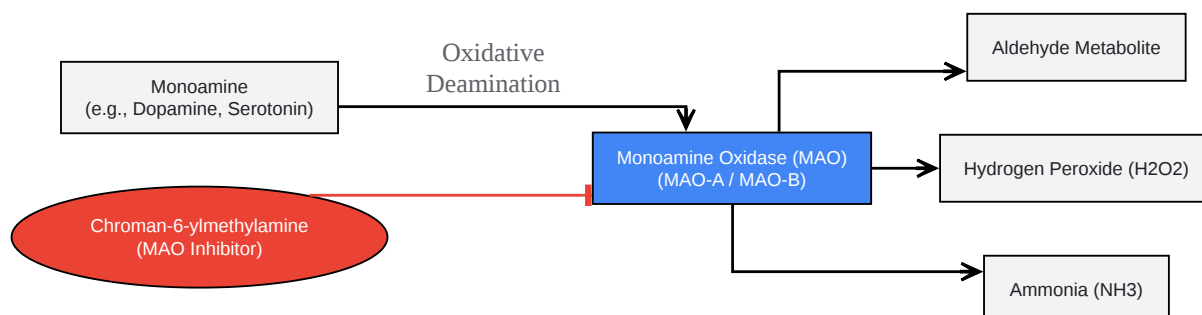 Oxidative
Deamination
Monoamine
(e.g., Dopamine, Serotonin)
Aldehyde Metabolite
Monoamine Oxidase (MAO)
(MAO-A / MAO-B)
Hydrogen Peroxide (H2O2)
Chroman-6-ylmethylamine
(MAO Inhibitor)
Ammonia (NH3)